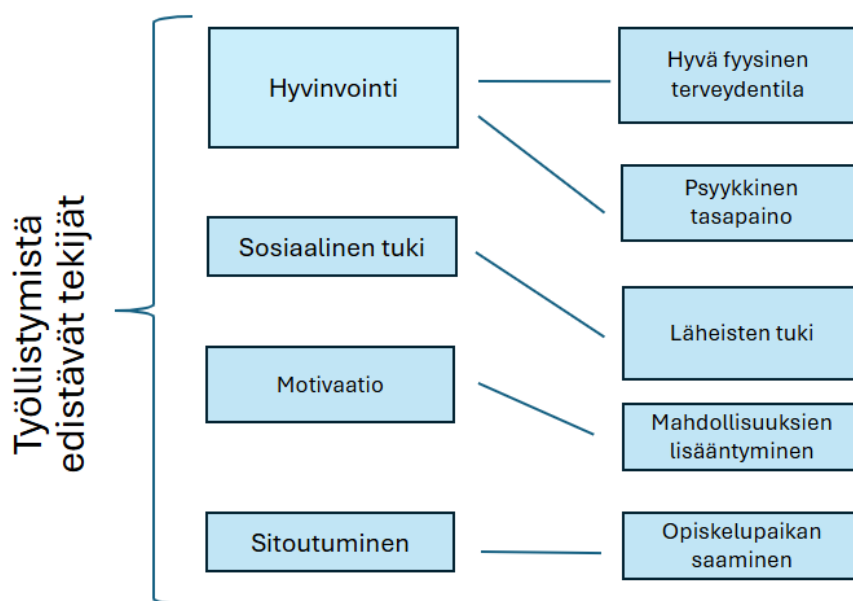 Työllistymistä
edistävät tekijät
Hyvinvointi
Hyvä fyysinen
terveydentila
Psyykkinen
tasapaino
Sosiaalinen tuki
Läheisten tuki
Motivaatio
Mahdollisuuksien
lisääntyminen
Sitoutuminen
Opiskelupaikan
saaminen